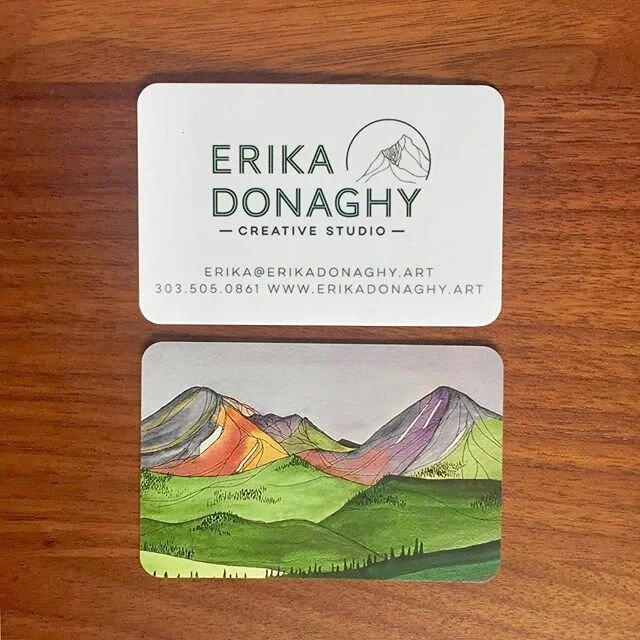 ERIKA
DONAGHY
— CREATIVE STUDIO —
ERIKA@ERIKADONAGHY.ART
303.505.0861 WWW.ERIKADONAGHY.ART